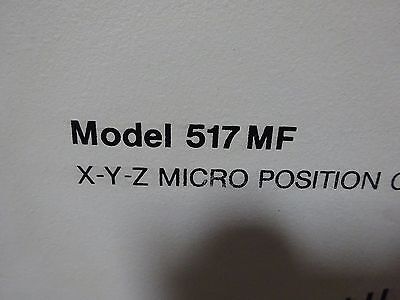 Model 517 MF
X-Y-Z MICRO POSITION